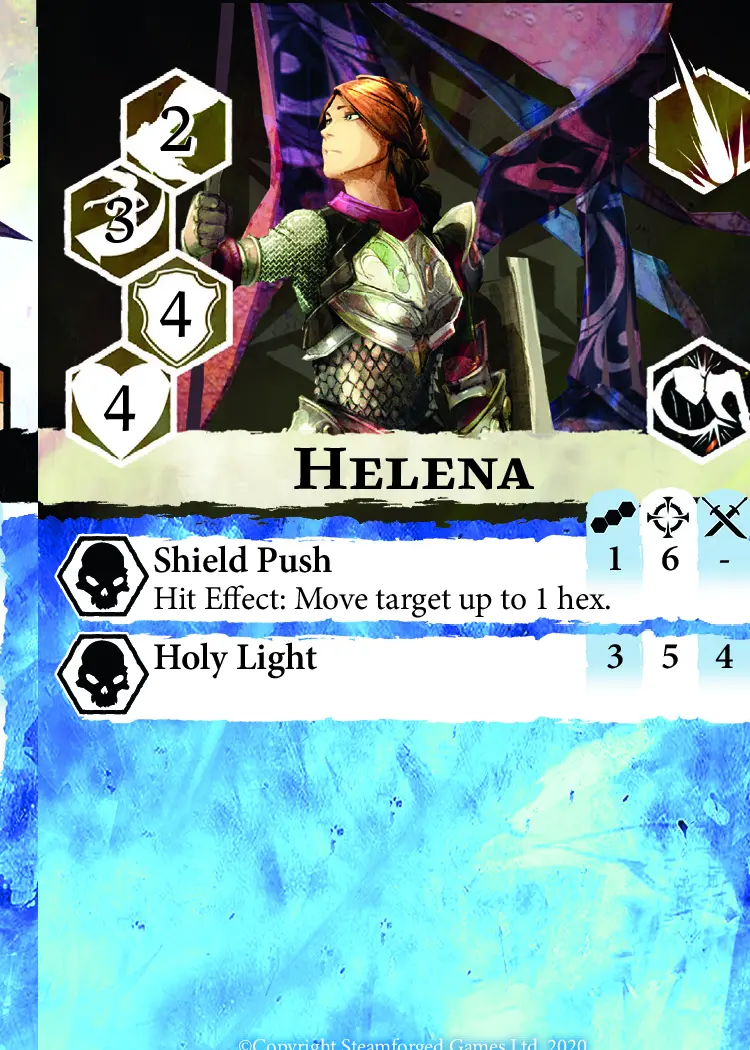 2
3
4
4
HELENA
Shield Push 1 6 -
Hit Effect: Move target up to 1 hex.
Holy Light 3 5 4
©Copyright Steamforged Games Ltd. 2020